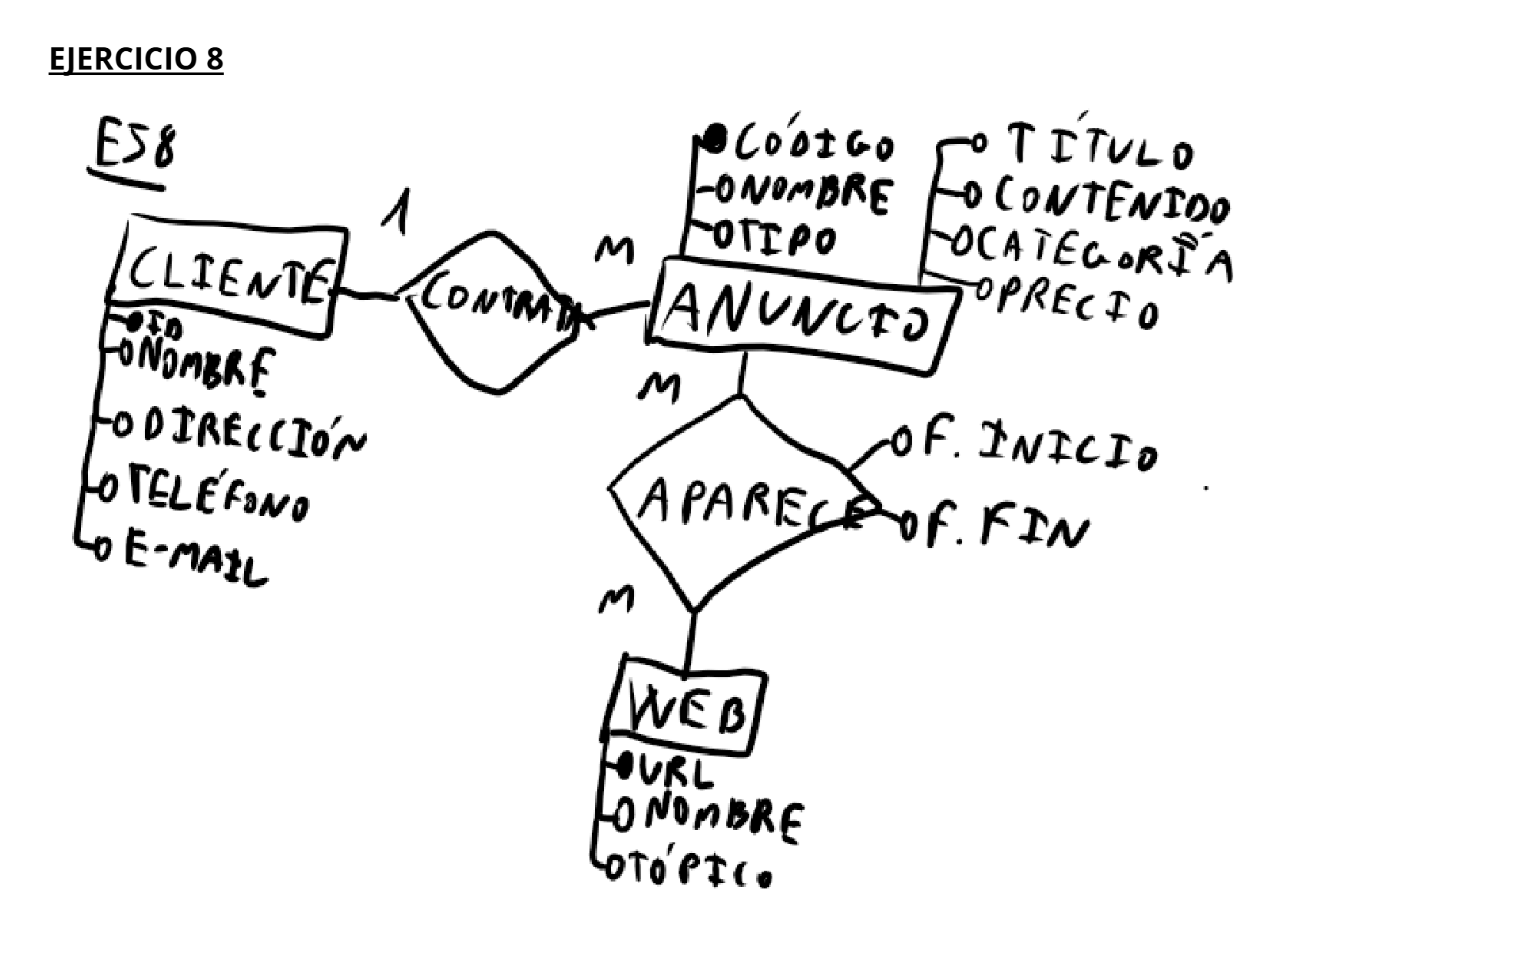 EJERCICIO 8
EJ8
CLIENTE
ID
NOMBRE
DIRECCIÓN
TELÉFONO
E-MAIL
1
CONTRATA
M
CÓDIGO
NOMBRE
TIPO
TÍTULO
CONTENIDO
CATEGORÍA
PRECIO
ANUNCIO
M
APARECE
F. INICIO
F. FIN
M
WEB
URL
NOMBRE
TÓPICO